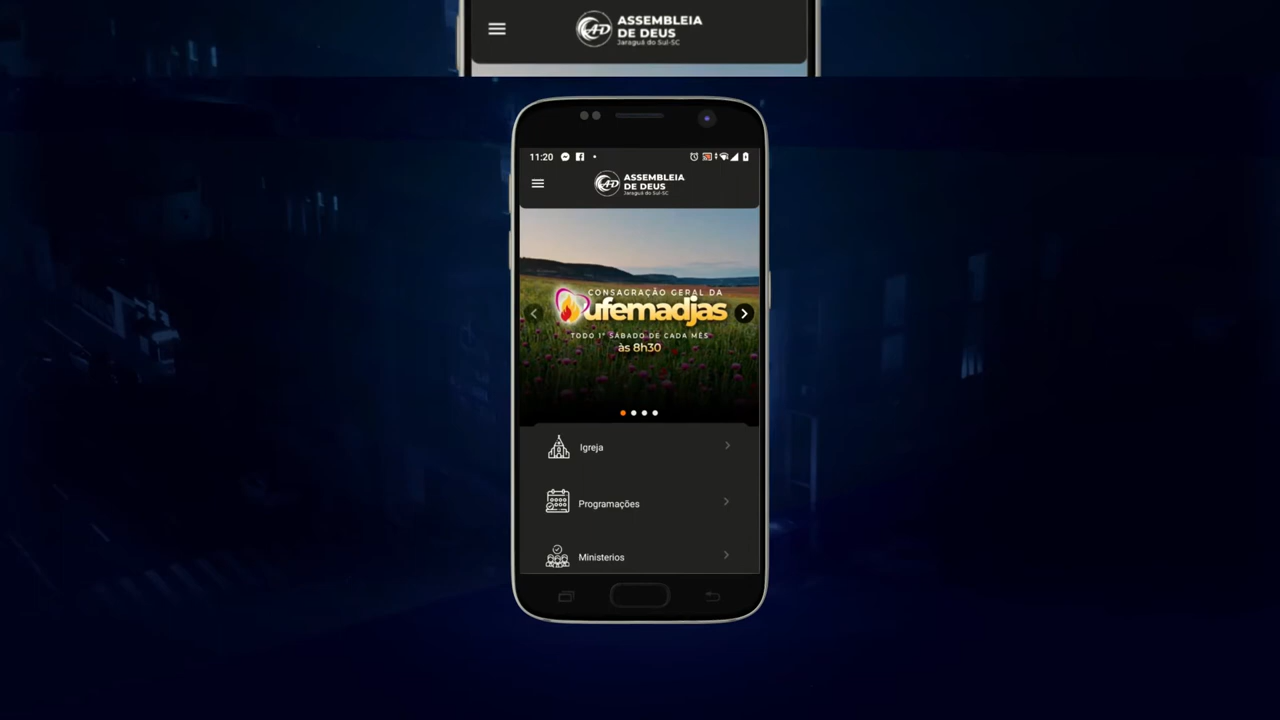 ASSEMBLEIA
DE DEUS
Jaraguá do Sul-SC
11:20
ASSEMBLEIA
DE DEUS
Jaraguá do Sul-SC
CONSAGRAÇÃO GERAL DA
ufemadjas
TODO 1° SÁBADO DE CADA MÊS
às 8h30
Igreja
Programações
Ministerios